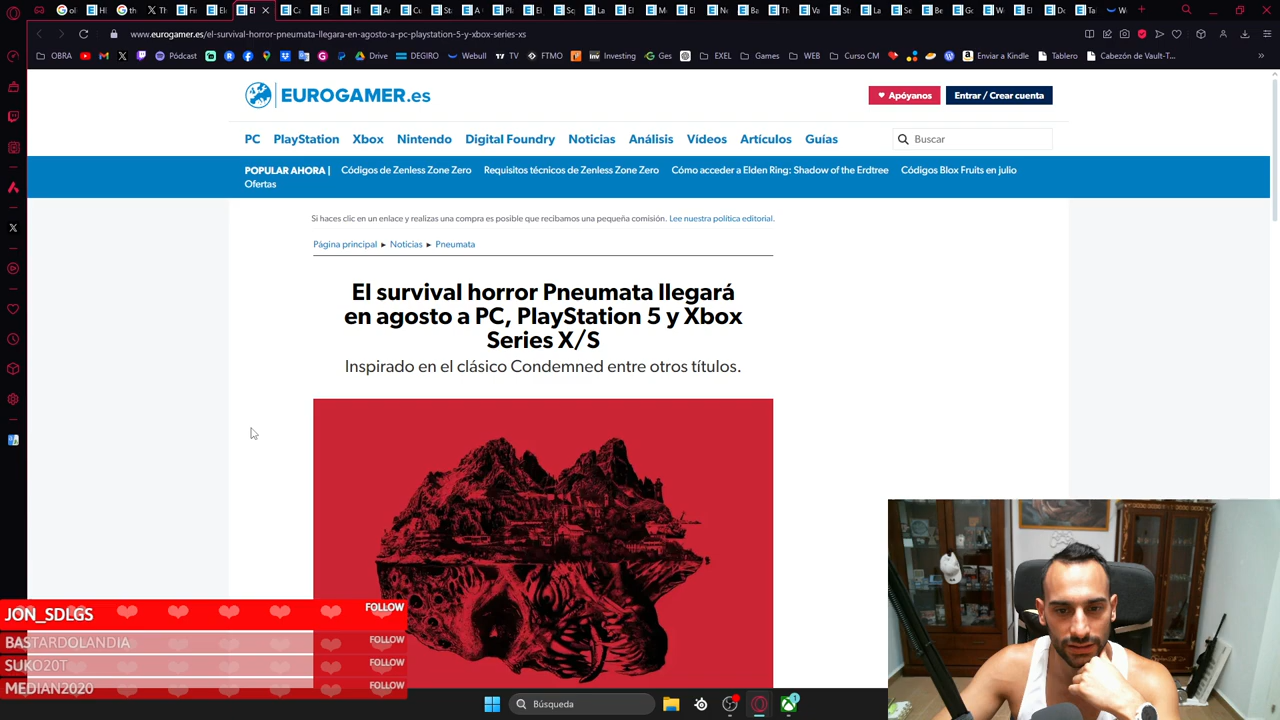 www.eurogamer.es/el-survival-horror-pneumata-llegara-en-agosto-a-pc-playstation-5-y-xbox-series-xs
OBRA
Pódcast
Drive
DEGIRO
Webull
TV
FTMO
Investing
Ges
EXEL
Games
WEB
Curso CM
Enviar a Kindle
Tablero
Cabezón de Vault-T...
EUROGAMER.es
Apóyanos
Entrar / Crear cuenta
PC PlayStation Xbox Nintendo Digital Foundry Noticias Análisis Vídeos Artículos Guías
Buscar
POPULAR AHORA | Códigos de Zenless Zone Zero Requisitos técnicos de Zenless Zone Zero Cómo acceder a Elden Ring: Shadow of the Erdtree Códigos Blox Fruits en julio
Ofertas
Si haces clic en un enlace y realizas una compra es posible que recibamos una pequeña comisión. Lee nuestra política editorial.
Página principal ▸ Noticias ▸ Pneumata
El survival horror Pneumata llegará
en agosto a PC, PlayStation 5 y Xbox
Series X/S
Inspirado en el clásico Condemned entre otros títulos.
JON_SDLGS FOLLOW
BASTARDOLANDIA FOLLOW
SUKO20T FOLLOW
MEDIAN2020 FOLLOW
Búsqueda